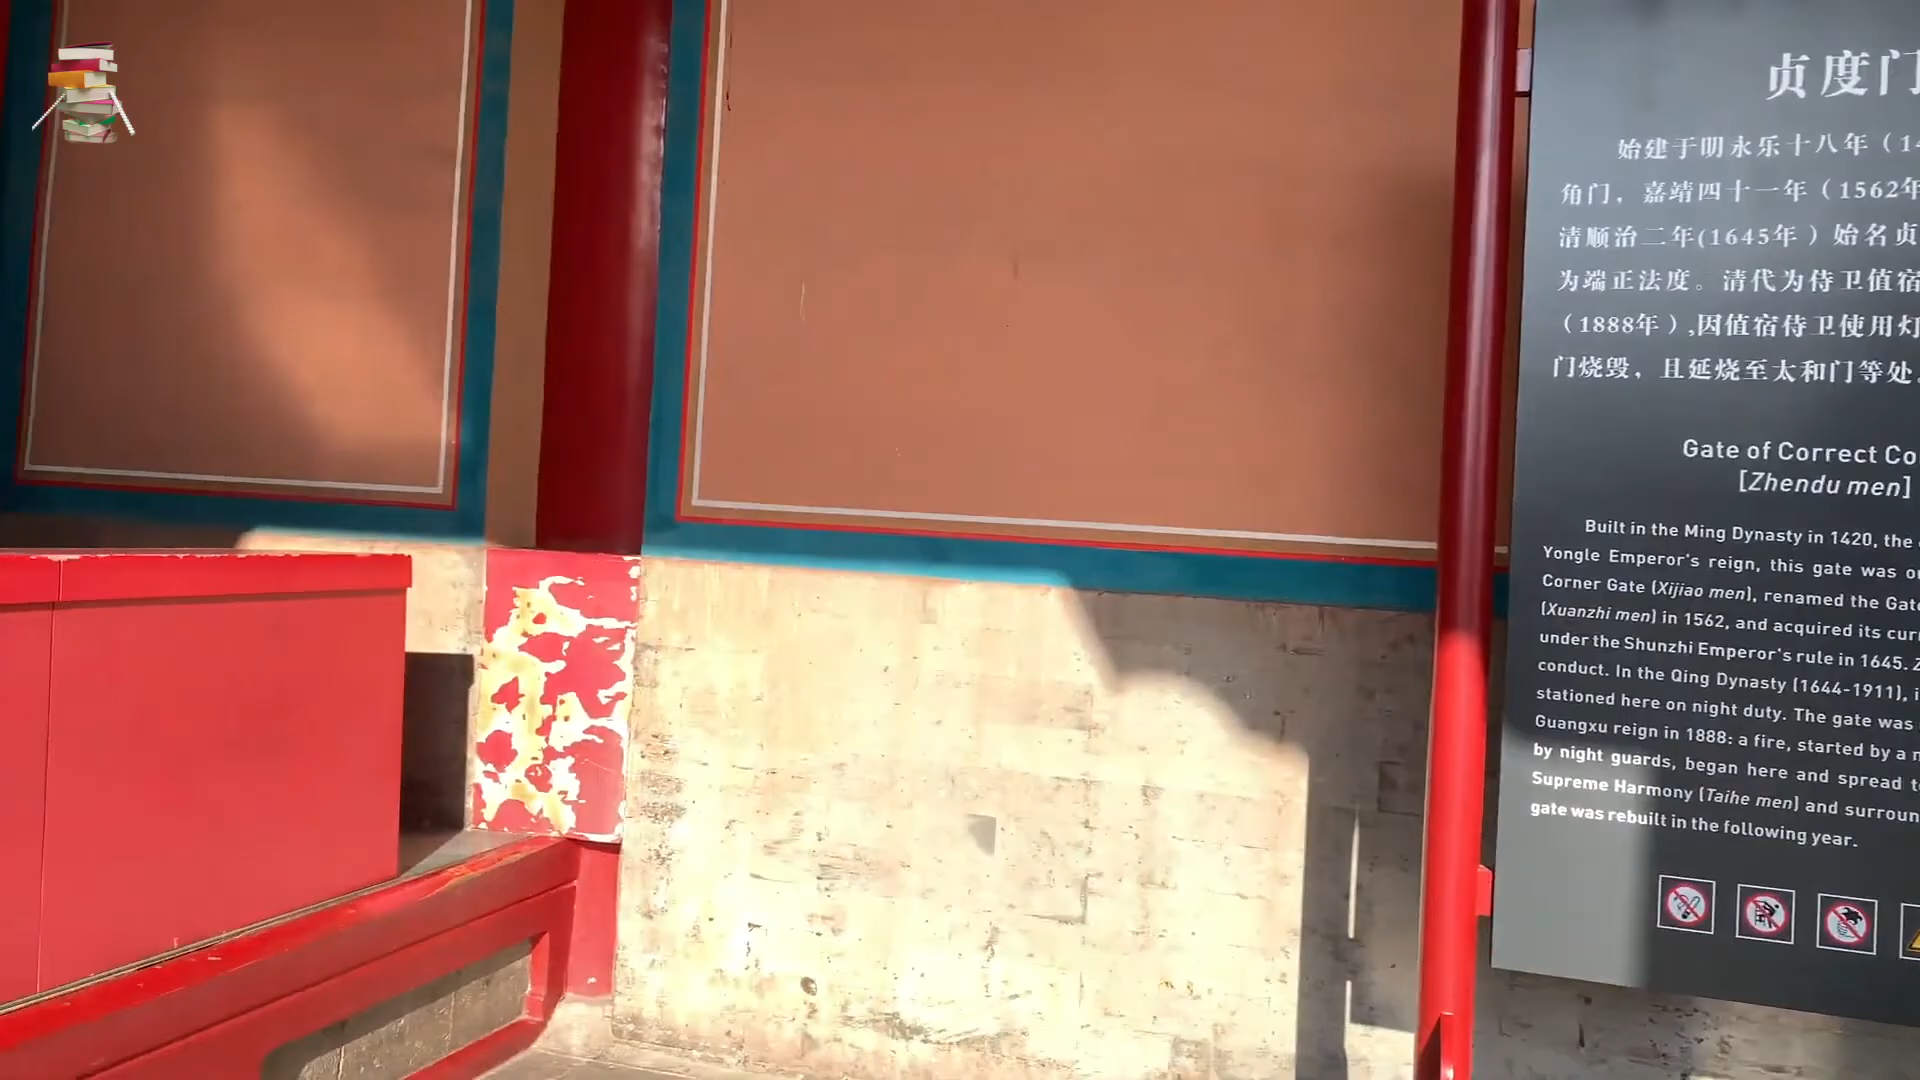 贞度门
始建于明永乐十八年（14
角门，嘉靖四十一年（1562年
清顺治二年(1645年）始名贞
为端正法度。清代为侍卫值宿
（1888年）,因值宿侍卫使用灯
门烧毁，且延烧至太和门等处。
Gate of Correct Co
[Zhendu men]
Built in the Ming Dynasty in 1420, the
Yongle Emperor's reign, this gate was
Corner Gate (Xijiao men), renamed the Gate
(Xuanzhi men) in 1562, and acquired its
under the Shunzhi Emperor's rule in 1645.
conduct. In the Qing Dynasty (1644-1911),
stationed here on night duty. The gate was
Guangxu reign in 1888: a fire, started by a
by night guards, began here and spread
Supreme Harmony (Taihe men) and
gate was rebuilt in the following year.